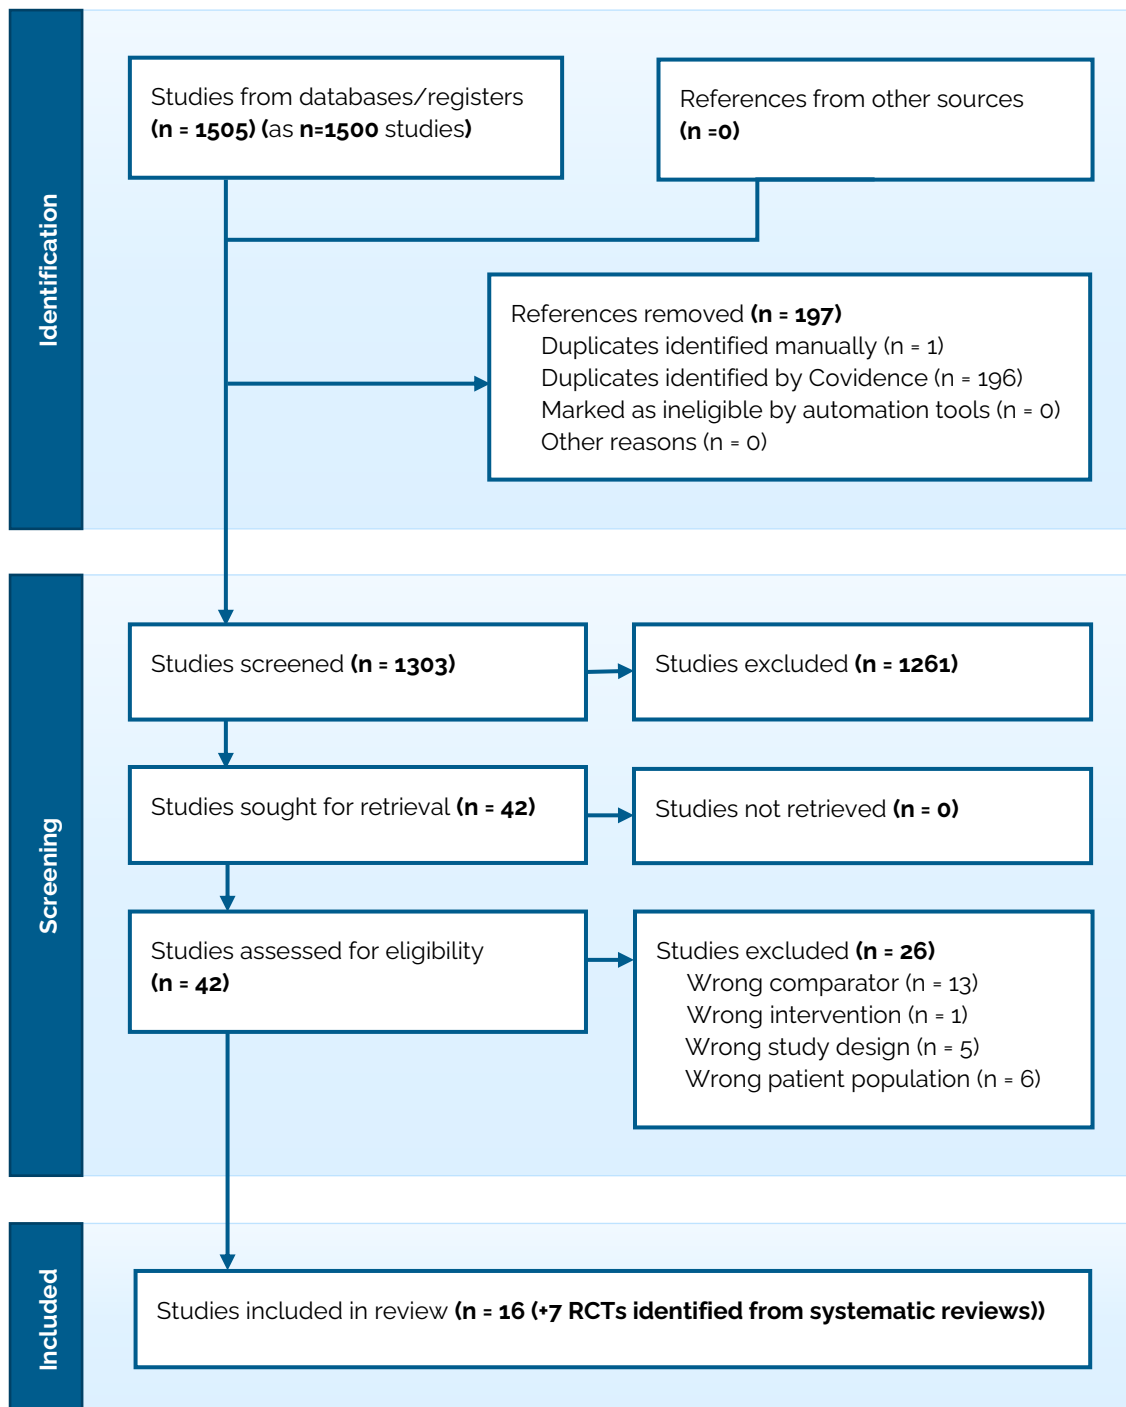 Identification
Studies from databases/registers
(n = 1505) (as n=1500 studies)
References from other sources
(n =0)
References removed (n = 197)
Duplicates identified manually (n = 1)
Duplicates identified by Covidence (n = 196)
Marked as ineligible by automation tools (n = 0)
Other reasons (n = 0)
Screening
Studies screened (n = 1303)
Studies excluded (n = 1261)
Studies sought for retrieval (n = 42)
Studies not retrieved (n = 0)
Studies assessed for eligibility
(n = 42)
Studies excluded (n = 26)
Wrong comparator (n = 13)
Wrong intervention (n = 1)
Wrong study design (n = 5)
Wrong patient population (n = 6)
Included
Studies included in review (n = 16 (+7 RCTs identified from systematic reviews))